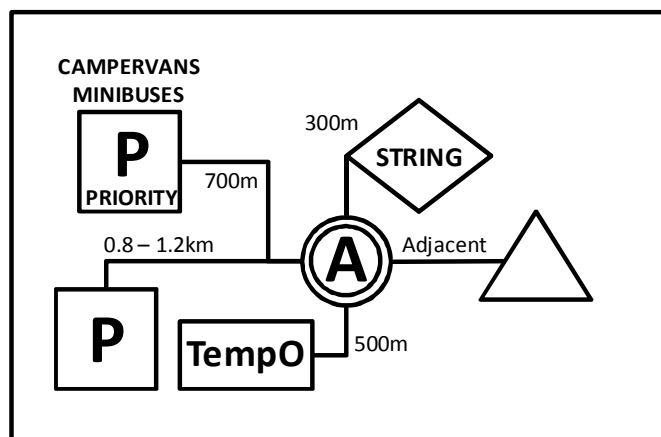 CAMPERVANS
MINIBUSES
P
PRIORITY
700m
300m
STRING
0.8 – 1.2km
A
Adjacent
P
TempO
500m